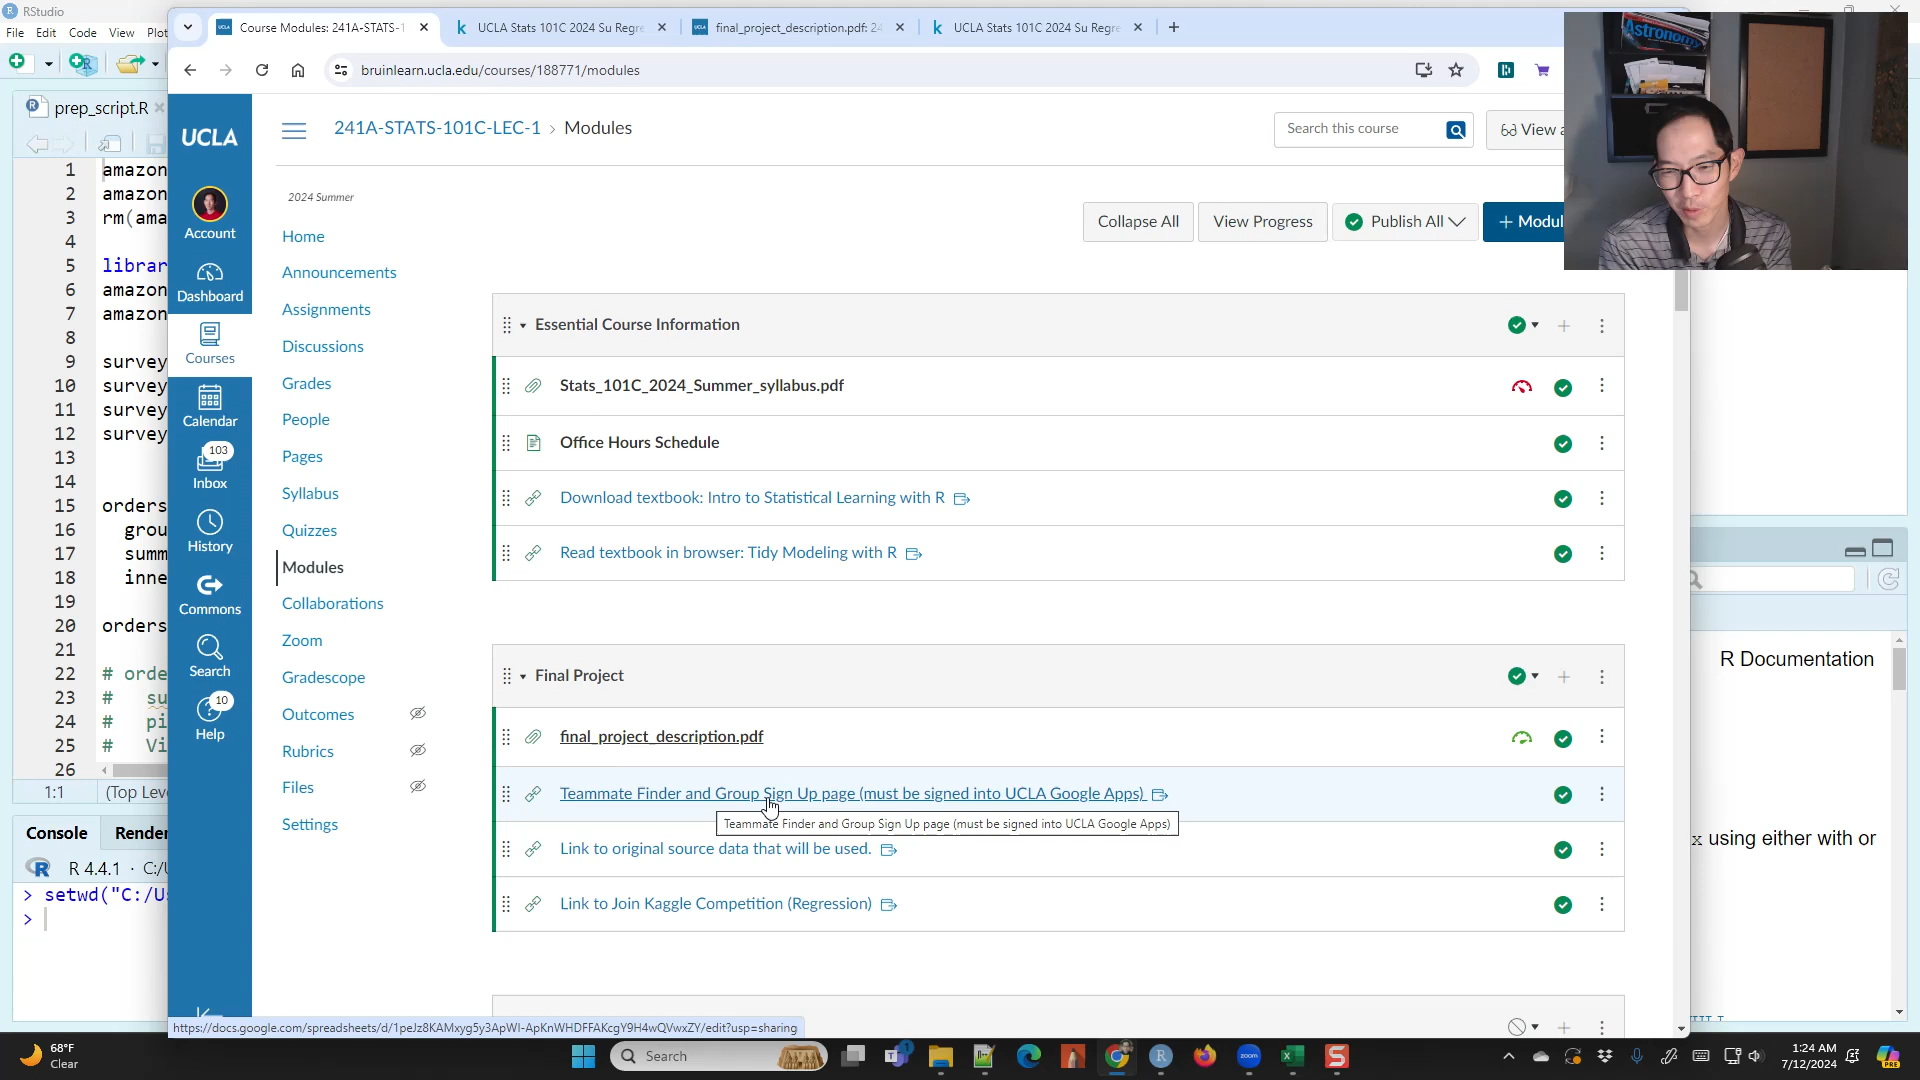 RStudio
File Edit Code View Plot
Course Modules: 241A-STATS-1
UCLA Stats 101C 2024 Su Regre
final_project_description.pdf: 24
UCLA Stats 101C 2024 Su Regre
bruinlearn.ucla.edu/courses/188771/modules
prep_script.R
1 amazon
2 amazon
3 rm(ama
4
5 librar
6 amazon
7 amazon
8
9 survey
10 survey
11 survey
12 survey
13
14
15 orders
16 grou
17 summ
18 inne
19
20 orders
21
22 # orde
23 # su
24 # pi
25 # Vi
26
1:1 (Top Leve
Console Render
R 4.4.1 · C:/U
> setwd("C:/Us
>
UCLA
Account
Dashboard
Courses
Calendar
103
Inbox
History
Commons
Search
10
Help
241A-STATS-101C-LEC-1 › Modules
Search this course
View a
2024 Summer
Home
Announcements
Assignments
Discussions
Grades
People
Pages
Syllabus
Quizzes
Modules
Collaborations
Zoom
Gradescope
Outcomes
Rubrics
Files
Settings
Collapse All
View Progress
Publish All
+ Modul
Essential Course Information
Stats_101C_2024_Summer_syllabus.pdf
Office Hours Schedule
Download textbook: Intro to Statistical Learning with R
Read textbook in browser: Tidy Modeling with R
Final Project
final_project_description.pdf
Teammate Finder and Group Sign Up page (must be signed into UCLA Google Apps)
Teammate Finder and Group Sign Up page (must be signed into UCLA Google Apps)
Link to original source data that will be used.
Link to Join Kaggle Competition (Regression)
https://docs.google.com/spreadsheets/d/1peJz8KAMxyg5y3ApWI-ApKnWHDFFAKcgY9H4wQVwxZY/edit?usp=sharing
Astronomy
R Documentation
x using either with or
68°F
Clear
Search
1:24 AM
7/12/2024